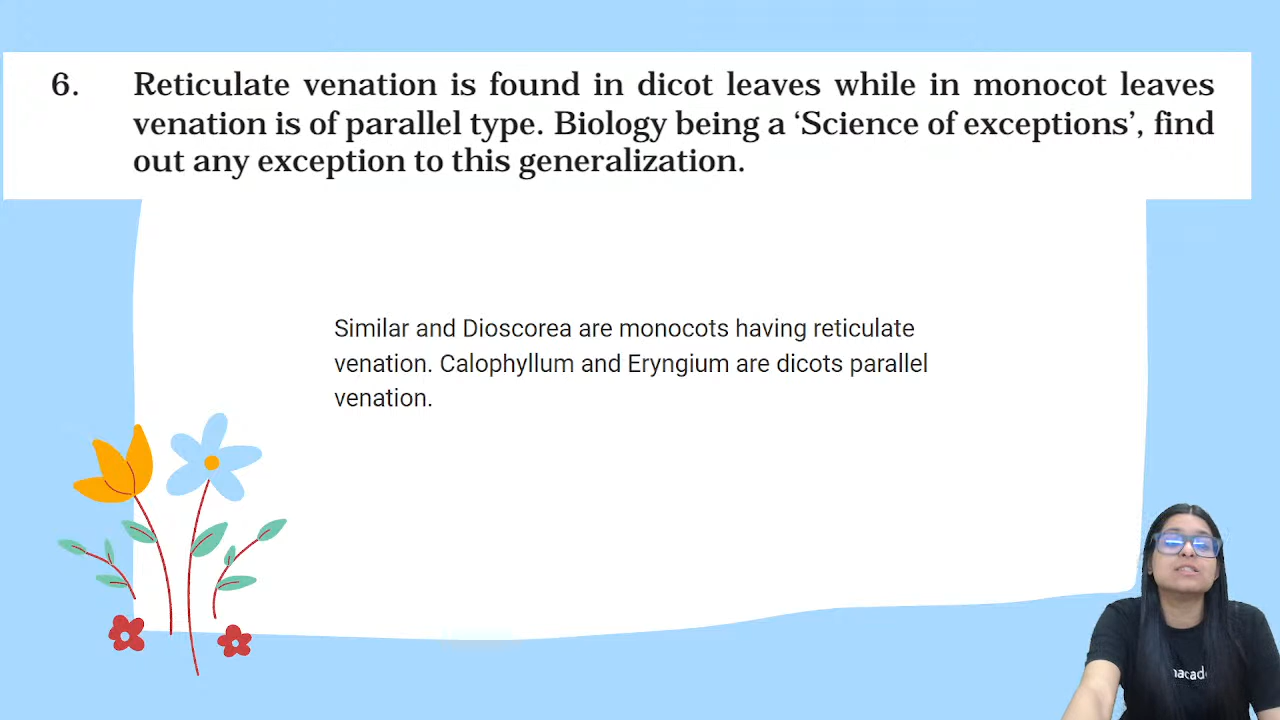 6. Reticulate venation is found in dicot leaves while in monocot leaves
venation is of parallel type. Biology being a ‘Science of exceptions’, find
out any exception to this generalization.
Similar and Dioscorea are monocots having reticulate
venation. Calophyllum and Eryngium are dicots parallel
venation.